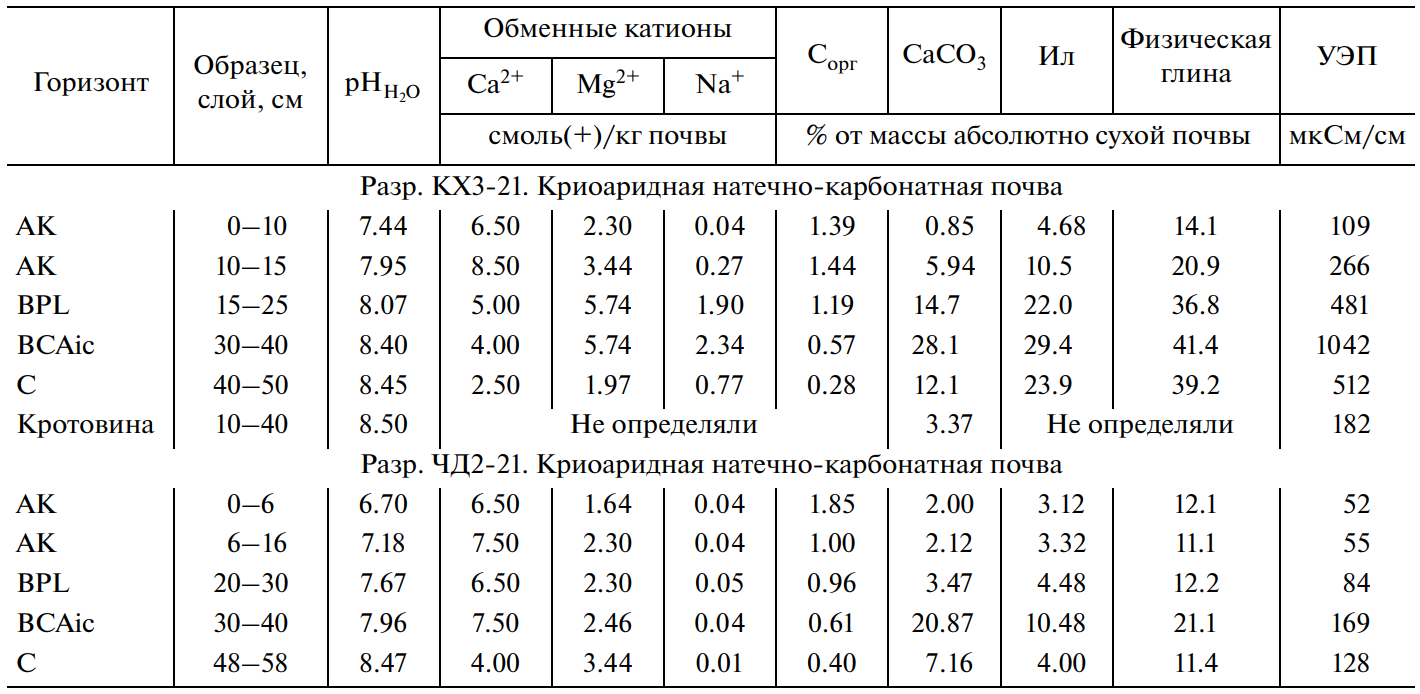 Горизонт Образец, слой, см pH H2O Обменные катионы Cорг CaCO3 Ил Физическая глина УЭП
Ca2+ Mg2+ Na+
смоль(+)/кг почвы % от массы абсолютно сухой почвы мкСм/см
Разр. КХ3-21. Криоаридная натечно-карбонатная почва
AK 0–10 7.44 6.50 2.30 0.04 1.39 0.85 4.68 14.1 109
AK 10–15 7.95 8.50 3.44 0.27 1.44 5.94 10.5 20.9 266
BPL 15–25 8.07 5.00 5.74 1.90 1.19 14.7 22.0 36.8 481
BCAic 30–40 8.40 4.00 5.74 2.34 0.57 28.1 29.4 41.4 1042
C 40–50 8.45 2.50 1.97 0.77 0.28 12.1 23.9 39.2 512
Кротовина 10–40 8.50 Не определяли 3.37 Не определяли 182
Разр. ЧД2-21. Криоаридная натечно-карбонатная почва
AK 0–6 6.70 6.50 1.64 0.04 1.85 2.00 3.12 12.1 52
AK 6–16 7.18 7.50 2.30 0.04 1.00 2.12 3.32 11.1 55
BPL 20–30 7.67 6.50 2.30 0.05 0.96 3.47 4.48 12.2 84
BCAic 30–40 7.96 7.50 2.46 0.04 0.61 20.87 10.48 21.1 169
C 48–58 8.47 4.00 3.44 0.01 0.40 7.16 4.00 11.4 128